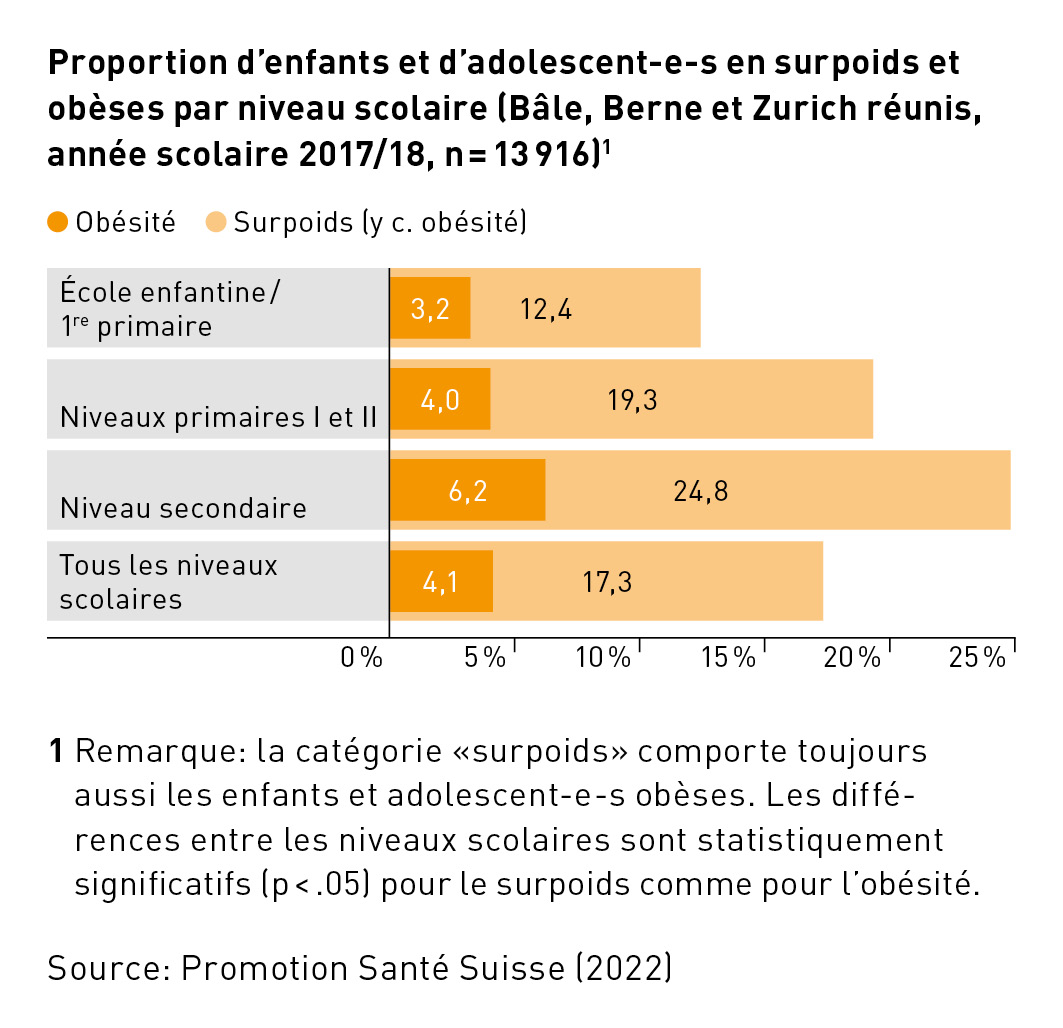 Proportion d’enfants et d’adolescent-e-s en surpoids et
obèses par niveau scolaire (Bâle, Berne et Zurich réunis,
année scolaire 2017/18, n = 13 916)¹
Obésité Surpoids (y c. obésité)
École enfantine /
1re primaire
3,2 12,4
Niveaux primaires I et II 4,0 19,3
Niveau secondaire 6,2 24,8
Tous les niveaux
scolaires
4,1 17,3
0 % 5 % 10 % 15 % 20 % 25 %
1 Remarque: la catégorie «surpoids» comporte toujours
aussi les enfants et adolescent-e-s obèses. Les diffé-
rences entre les niveaux scolaires sont statistiquement
significatifs (p < .05) pour le surpoids comme pour l’obésité.
Source: Promotion Santé Suisse (2022)